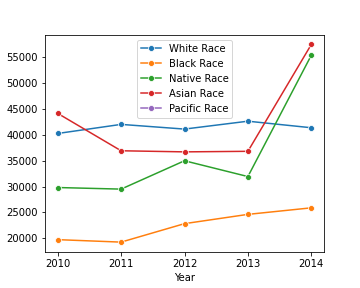 55000
50000
45000
40000
35000
30000
25000
20000
White Race
Black Race
Native Race
Asian Race
Pacific Race
2010 2011 2012 2013 2014
Year